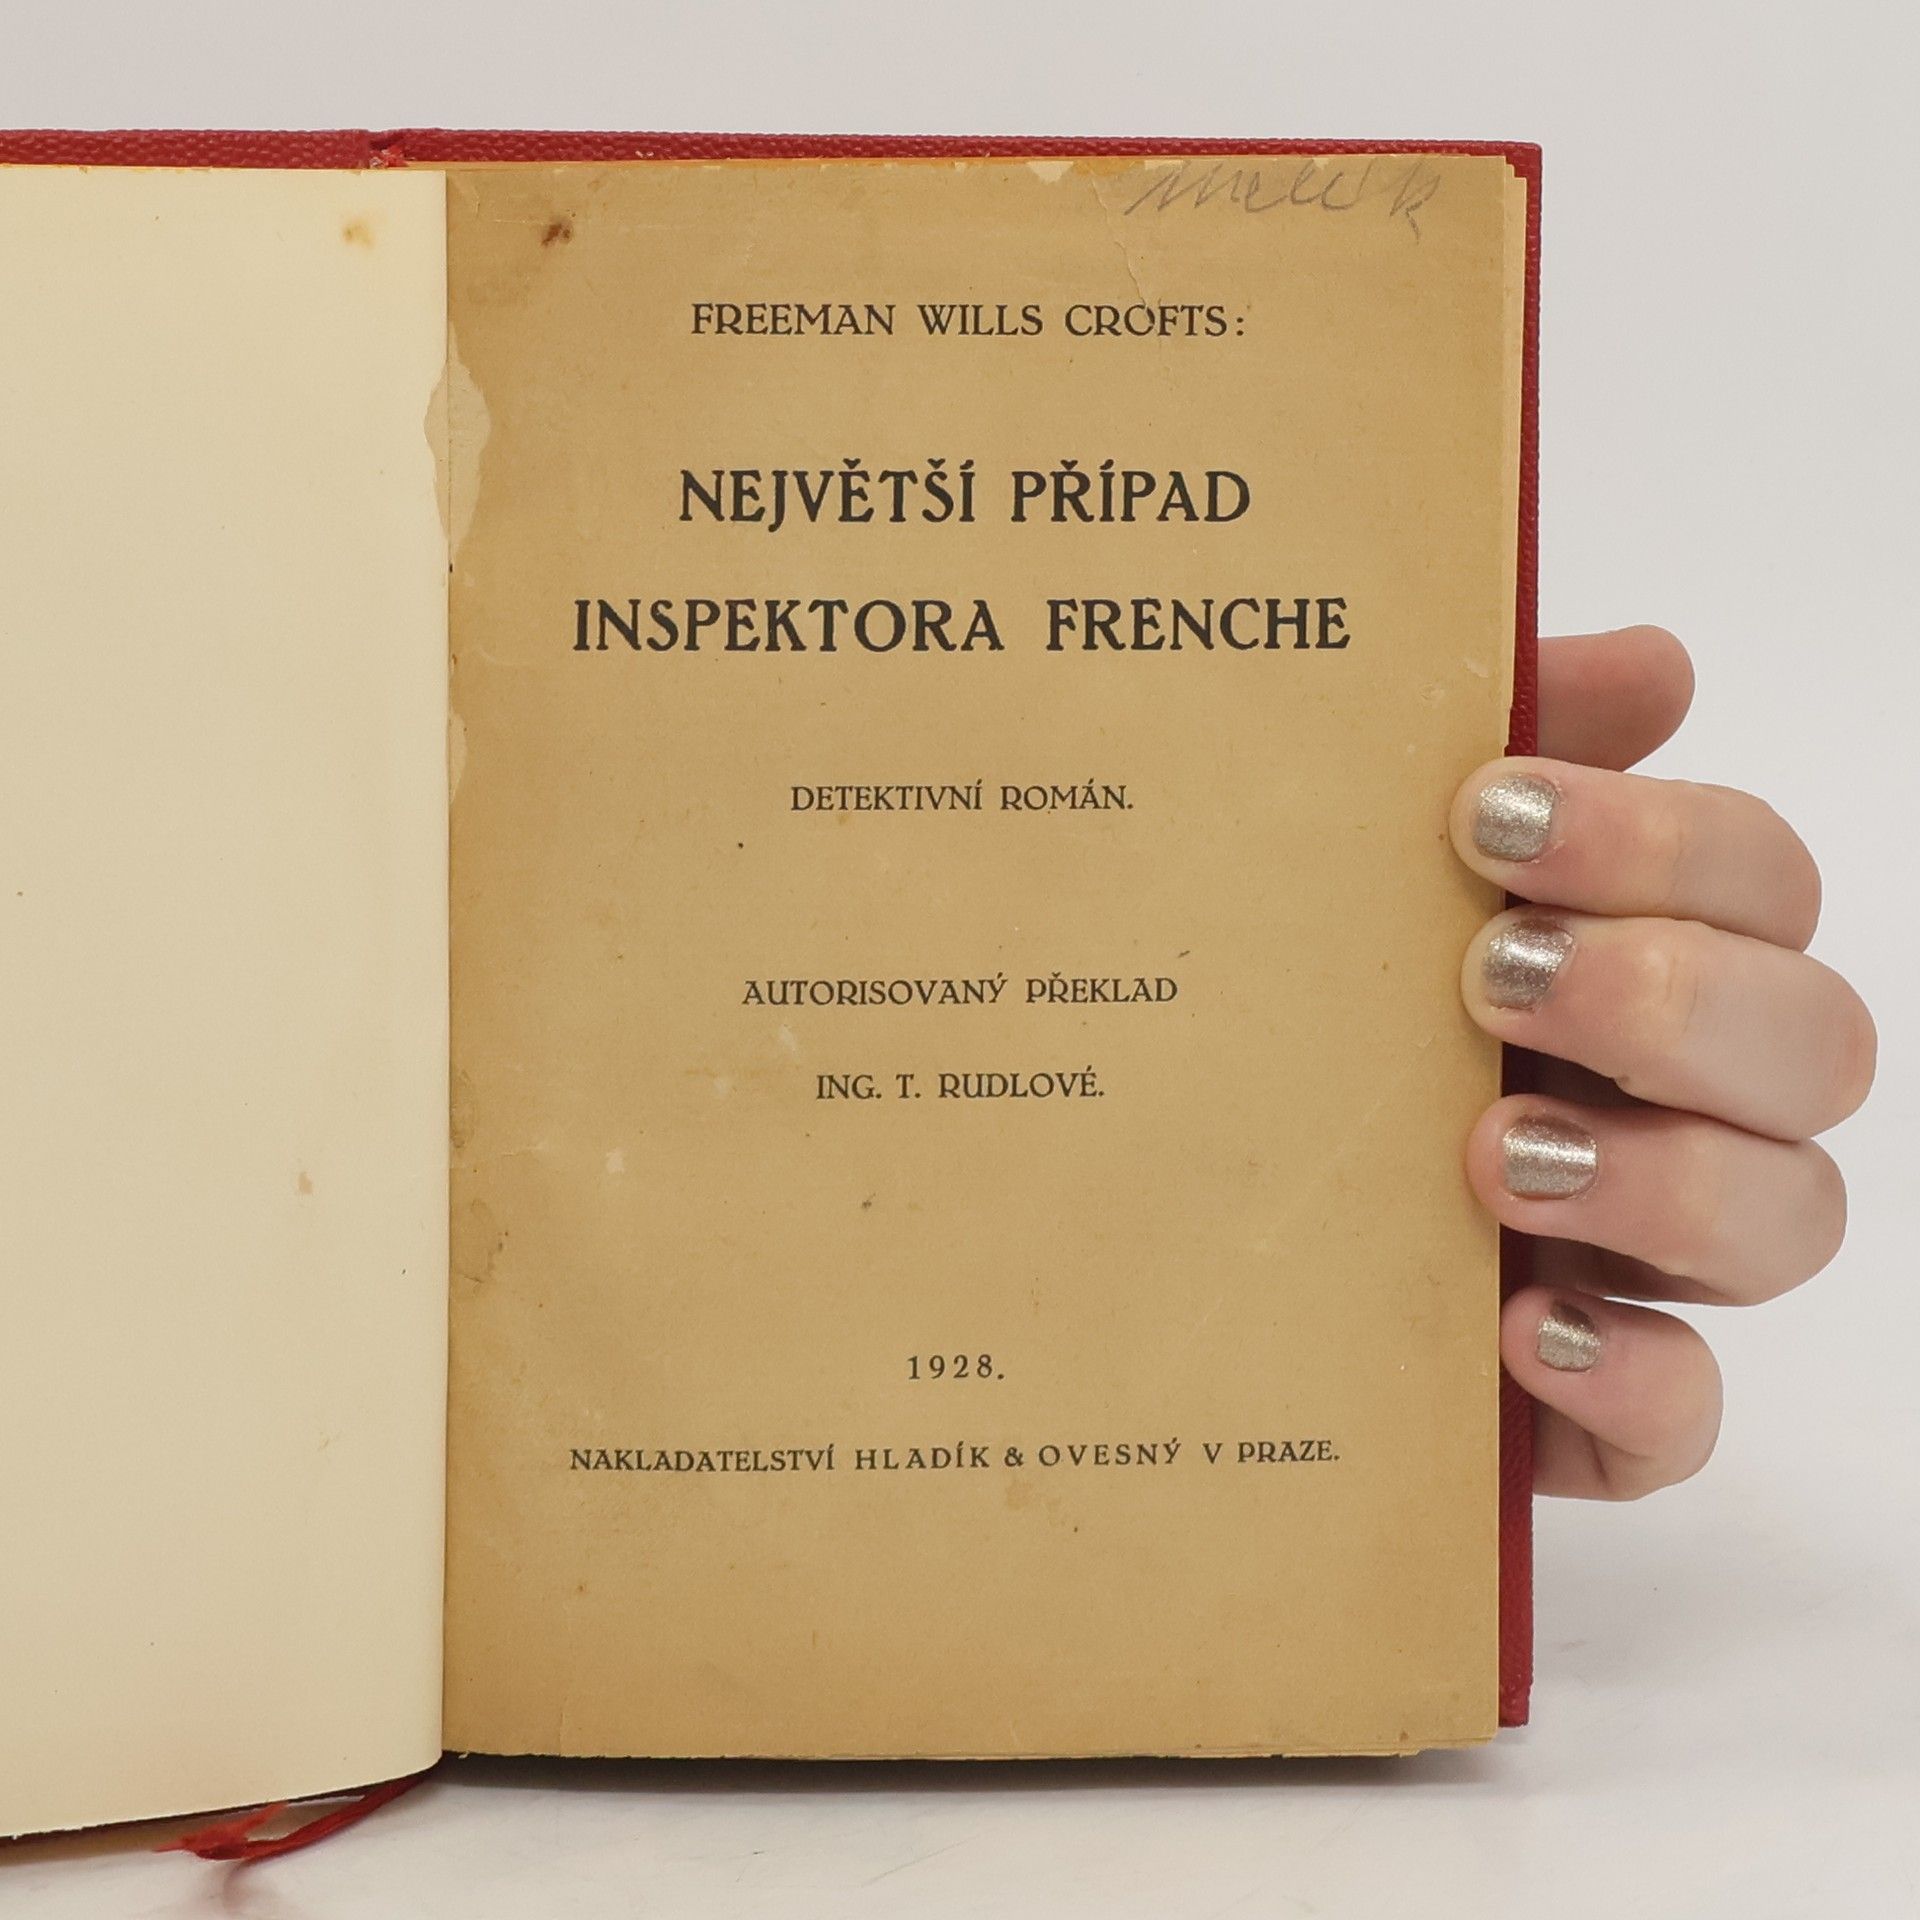 FREEMAN WILLS CROFTS:
NEJVĚTŠÍ PŘÍPAD
INSPEKTORA FRENCHE
DETEKTIVNÍ ROMÁN.
AUTORISOVANÝ PŘEKLAD
ING. T. RUDLOVÉ.
1928.
NAKLADATELSTVÍ HLADÍK & OVESNÝ V PRAZE.